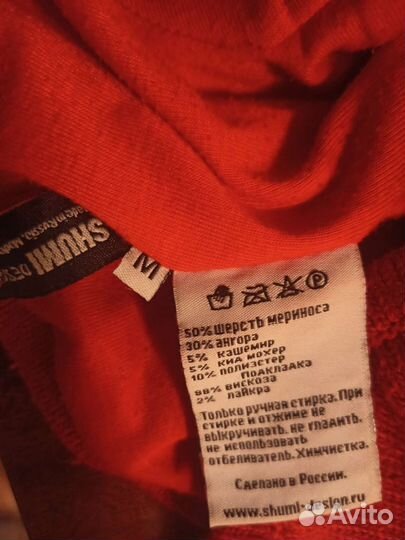 SHUMI
M
50% шерсть мериноса
30% ангора
5% кашемир
5% кид мохер
10% полиэстер
Подклаака
98% вискоза
2% лайкра
Только ручная стирка. При
стирке и отжиме не
выкручивать, не гладить,
не использовать
отбеливатель. Химчистка.
Сделано в России.
www.shumi-design.ru
Avito